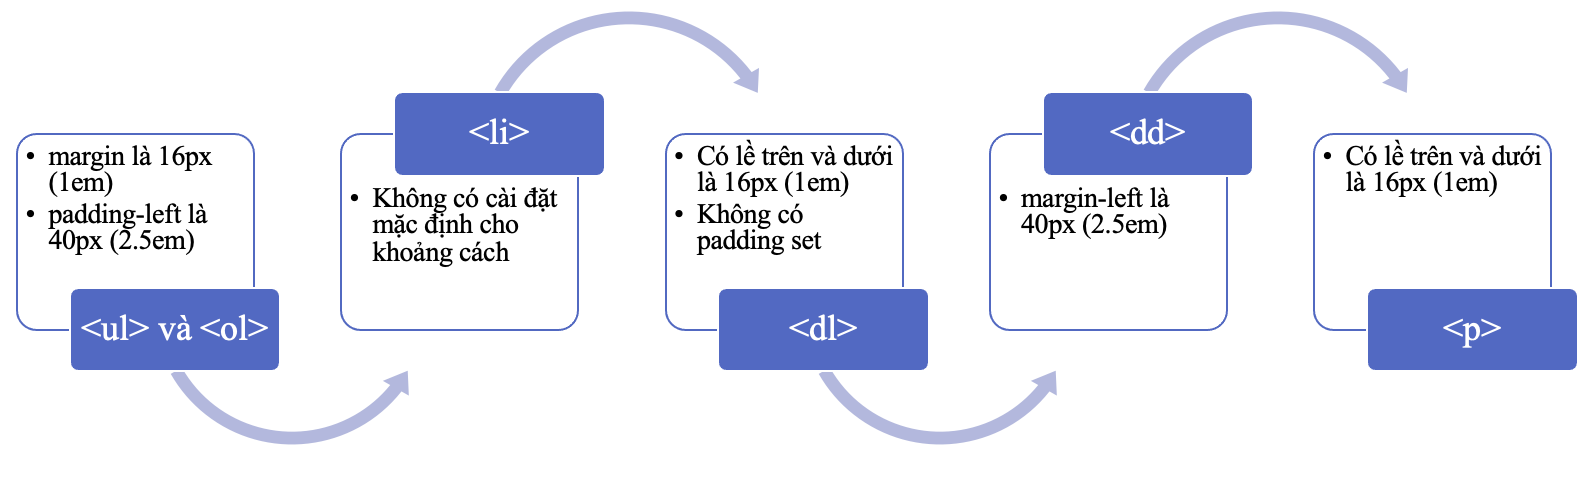 • margin là 16px
(1em)
• padding-left là
40px (2.5em)
<ul> và <ol>
<li>
• Không có cài đặt
mặc định cho
khoảng cách
• Có lề trên và dưới
là 16px (1em)
• Không có
padding set
<dl>
<dd>
• margin-left là
40px (2.5em)
• Có lề trên và dưới
là 16px (1em)
<p>